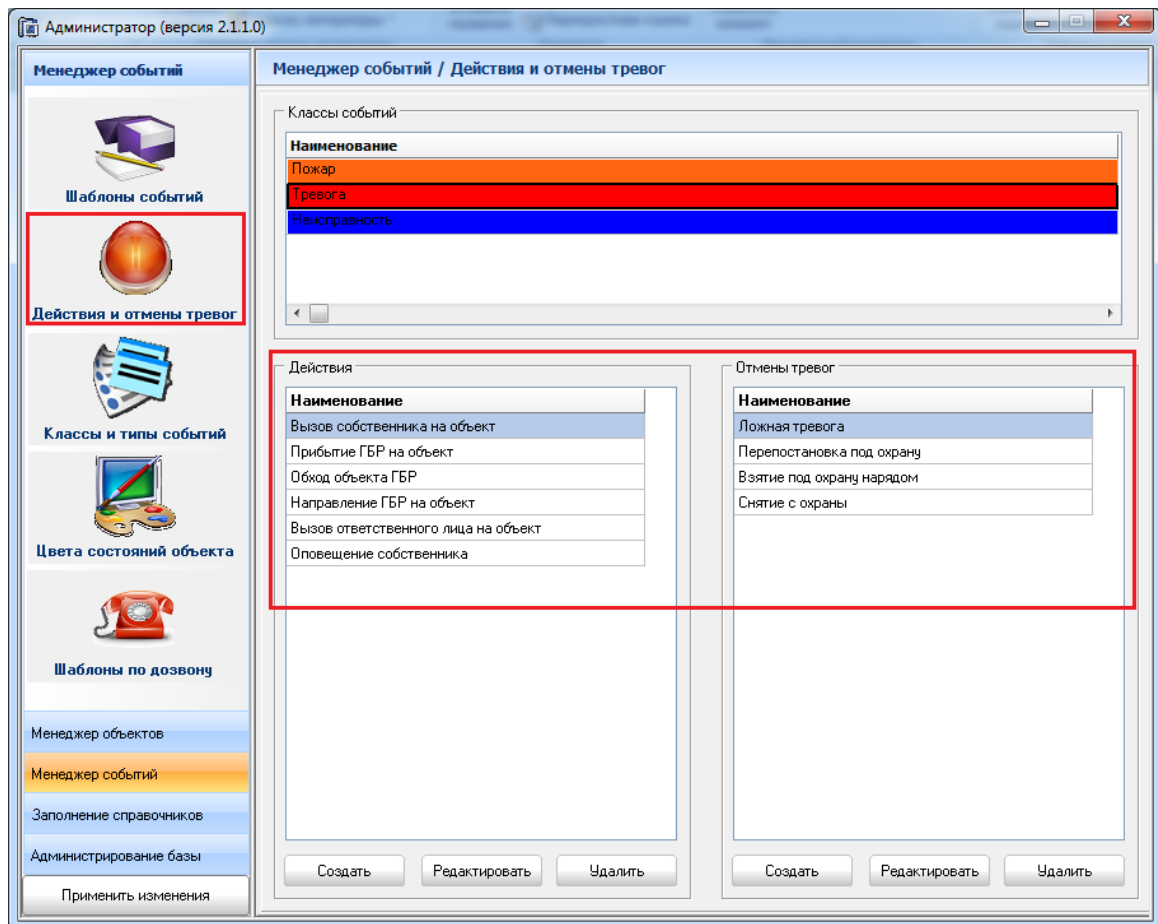 Администратор (версия 2.1.1.0)
Менеджер событий
Шаблоны событий
Действия и отмены тревог
Классы и типы событий
Цвета состояний объекта
Шаблоны по дозвону
Менеджер объектов
Менеджер событий
Заполнение справочников
Администрирование базы
Применить изменения
Менеджер событий / Действия и отмены тревог
Классы событий
Наименование
Пожар
Тревога
Неисправность
Действия
Наименование
Вызов собственника на объект
Прибытие ГБР на объект
Обход объекта ГБР
Направление ГБР на объект
Вызов ответственного лица на объект
Оповещение собственника
Создать Редактировать Удалить
Отмены тревог
Наименование
Ложная тревога
Перепостановка под охрану
Взятие под охрану нарядом
Снятие с охраны
Создать Редактировать Удалить